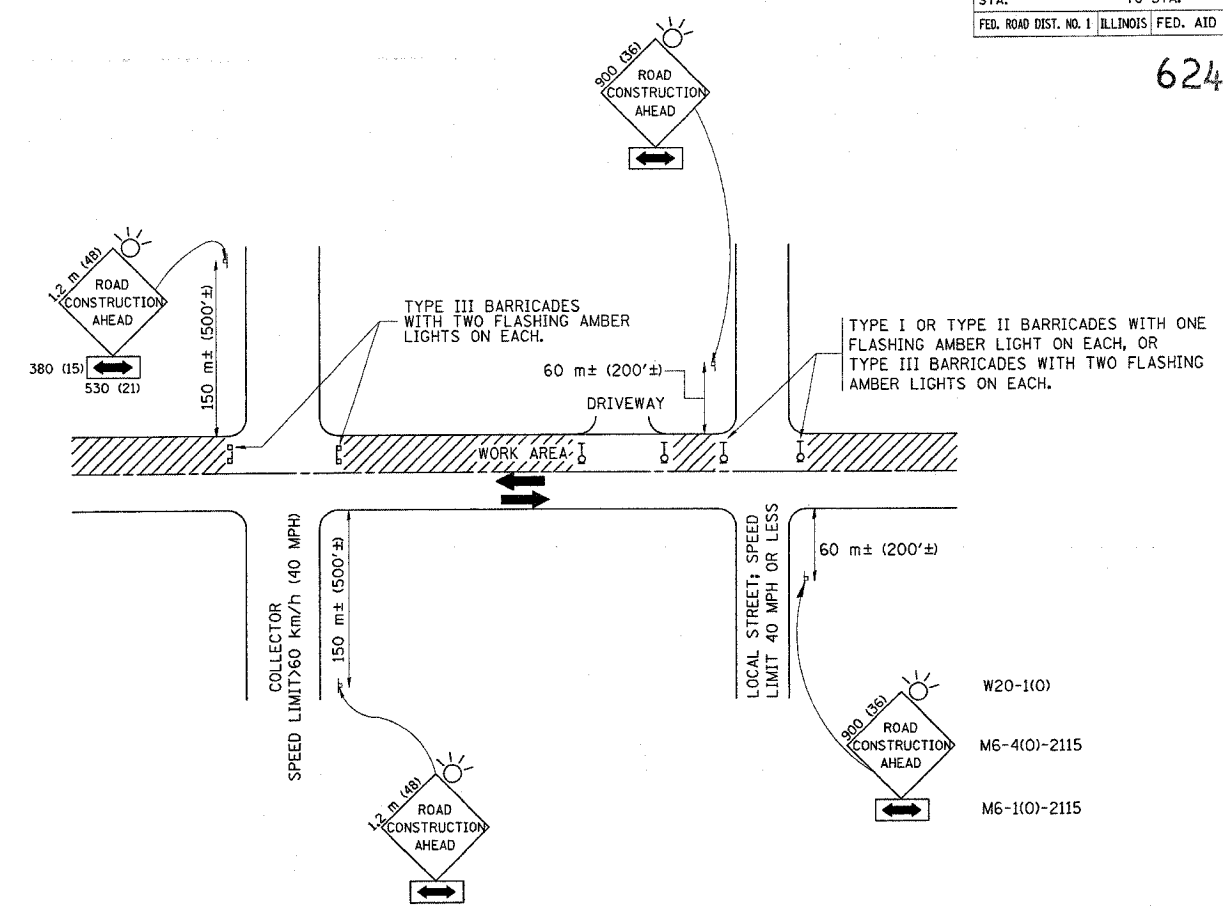 STA. TO STA.
FED. ROAD DIST. NO. 1 ILLINOIS FED. AID
624
900 (36)
ROAD
CONSTRUCTION
AHEAD
1.2 m (48)
ROAD
CONSTRUCTION
AHEAD
380 (15)
530 (21)
150 m± (500'±)
TYPE III BARRICADES
WITH TWO FLASHING AMBER
LIGHTS ON EACH.
60 m± (200'±)
DRIVEWAY
TYPE I OR TYPE II BARRICADES WITH ONE
FLASHING AMBER LIGHT ON EACH, OR
TYPE III BARRICADES WITH TWO FLASHING
AMBER LIGHTS ON EACH.
WORK AREA
COLLECTOR
SPEED LIMIT>60 km/h (40 MPH)
150 m± (500'±)
LOCAL STREET; SPEED
LIMIT 40 MPH OR LESS
60 m± (200'±)
1.2 m (48)
ROAD
CONSTRUCTION
AHEAD
900 (36)
ROAD
CONSTRUCTION
AHEAD
W20-1(O)
M6-4(O)-2115
M6-1(O)-2115